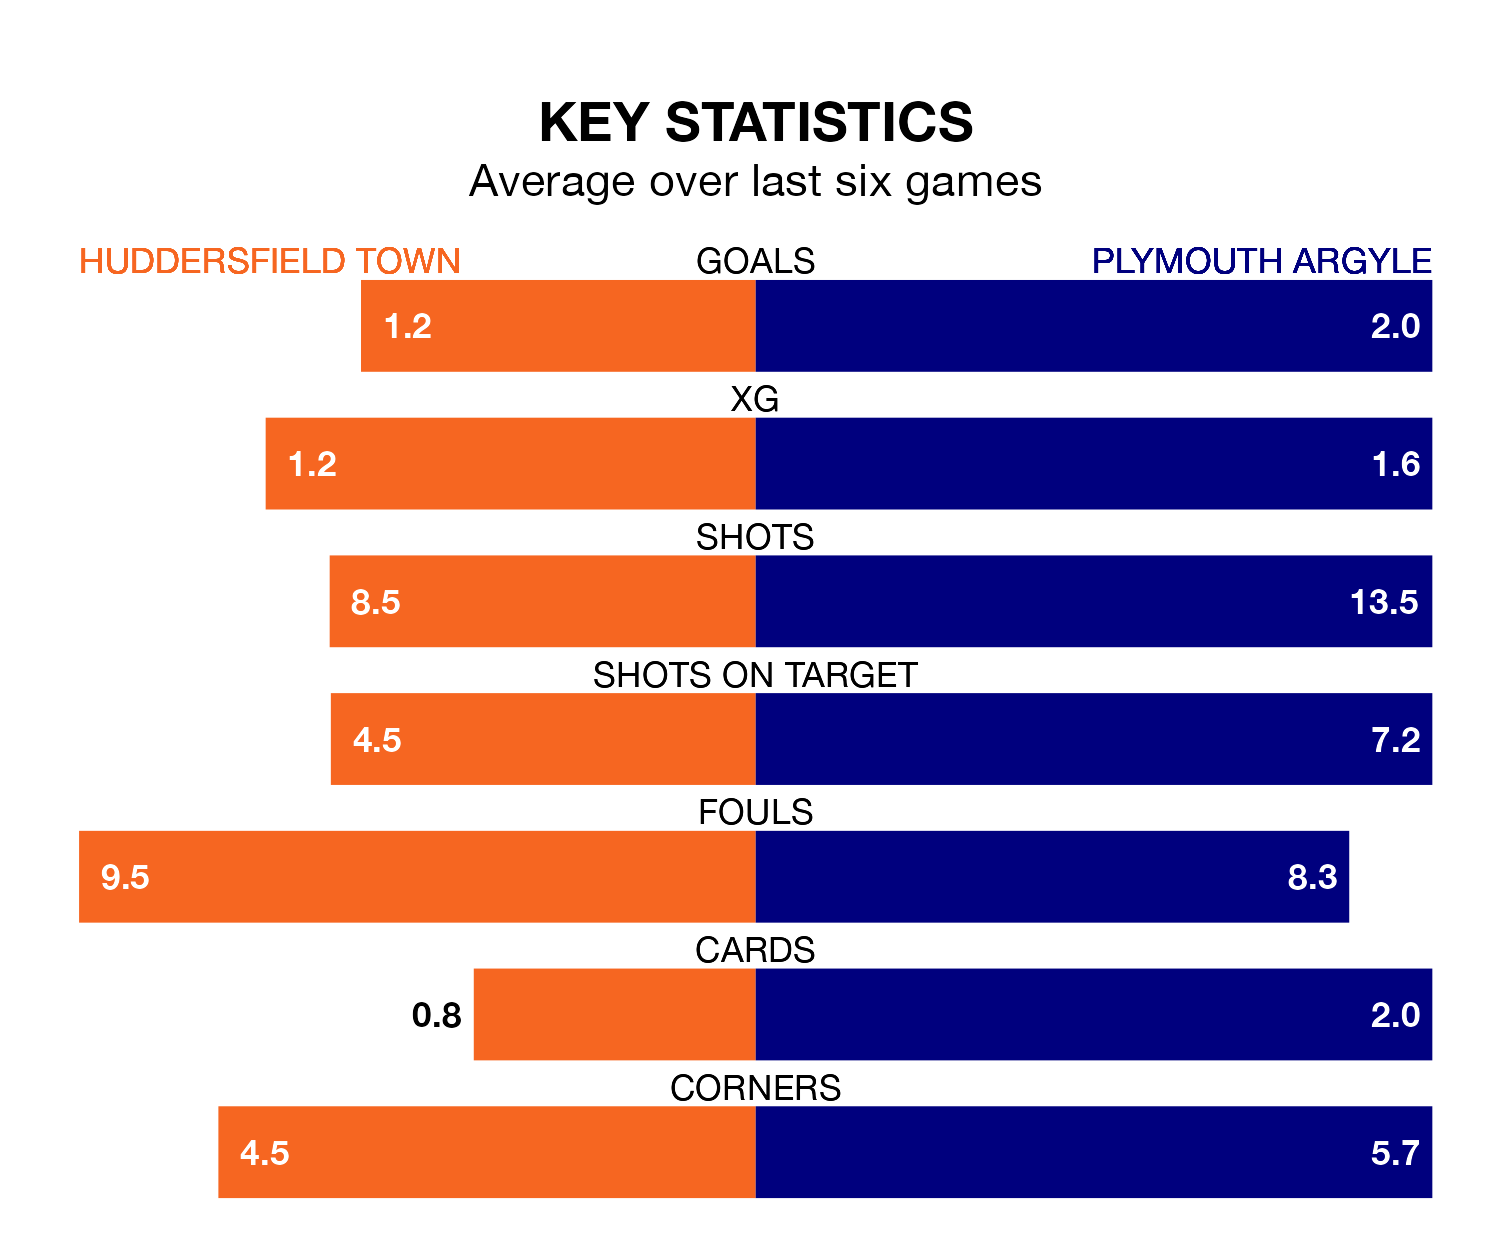 KEY STATISTICS
Average over last six games
HUDDERSFIELD TOWN GOALS PLYMOUTH ARGYLE
1.2 2.0
XG
1.2 1.6
SHOTS
8.5 13.5
SHOTS ON TARGET
4.5 7.2
FOULS
9.5 8.3
CARDS
0.8 2.0
CORNERS
4.5 5.7